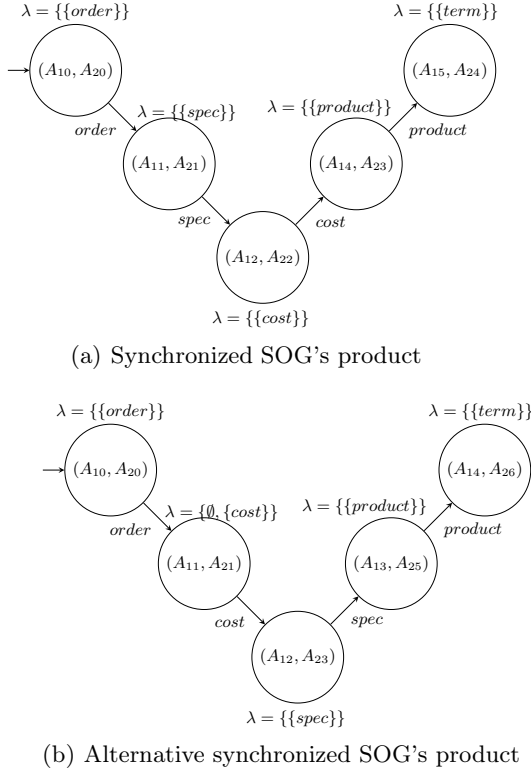 λ = {{order}}
λ = {{term}}
(A10, A20)
(A15, A24)
λ = {{spec}}
λ = {{product}}
order
product
(A11, A21)
(A14, A23)
spec
cost
(A12, A22)
λ = {{cost}}
(a) Synchronized SOG's product
λ = {{order}}
λ = {{term}}
(A10, A20)
(A14, A26)
λ = {∅, {cost}}
λ = {{product}}
order
product
(A11, A21)
(A13, A25)
cost
spec
(A12, A23)
λ = {{spec}}
(b) Alternative synchronized SOG's product